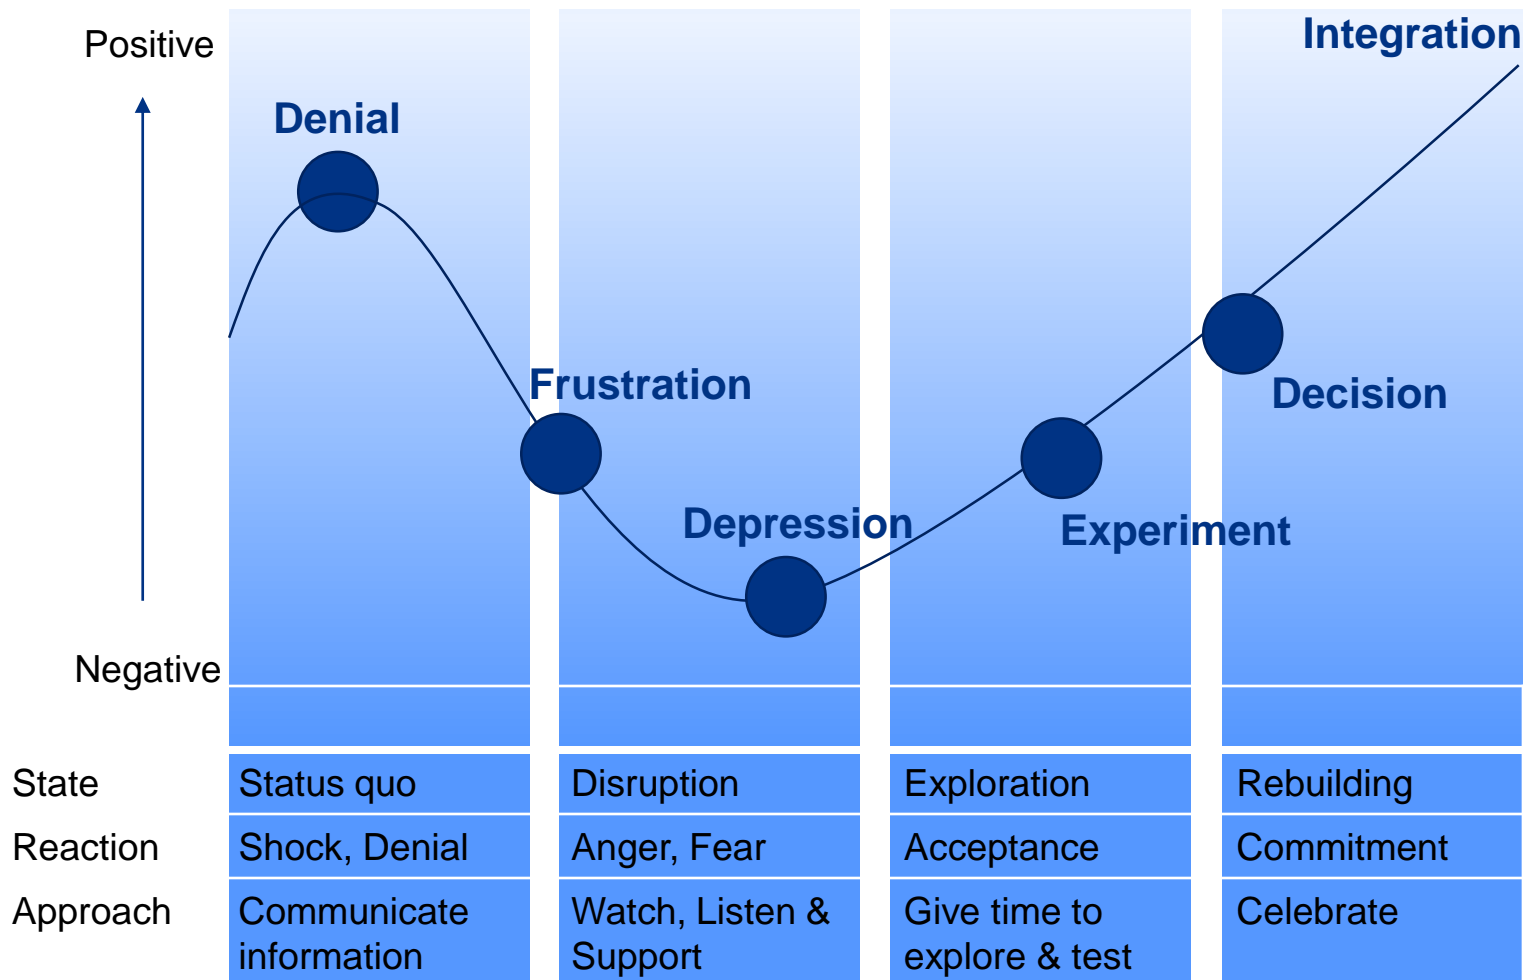 Positive
Integration
Denial
Frustration
Decision
Depression
Experiment
Negative
State
Status quo
Disruption
Exploration
Rebuilding
Reaction
Shock, Denial
Anger, Fear
Acceptance
Commitment
Approach
Communicate
information
Watch, Listen &
Support
Give time to
explore & test
Celebrate